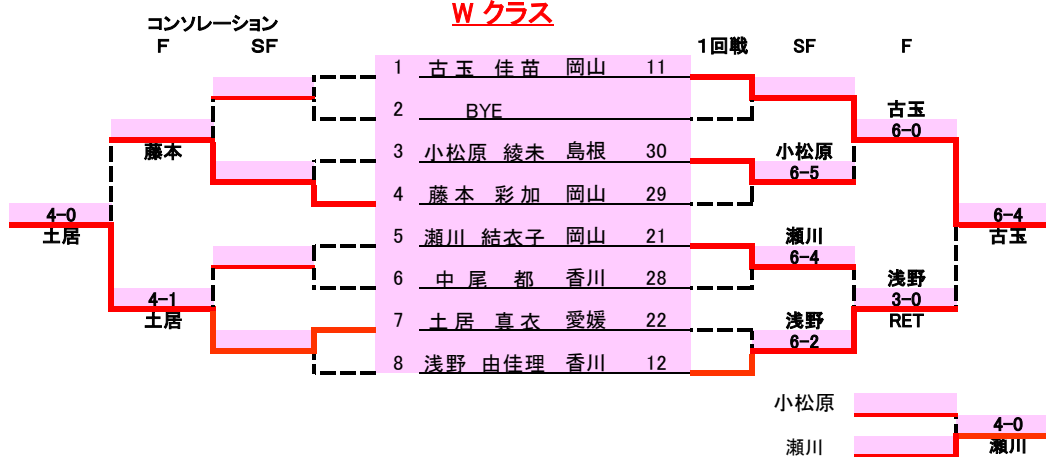 W クラス
コンソレーション
F SF 1回戦 SF F
1 古玉 佳苗 岡山 11
2 BYE
3 小松原 綾未 島根 30
4 藤本 彩加 岡山 29
5 瀬川 結衣子 岡山 21
6 中尾 都 香川 28
7 土居 真衣 愛媛 22
8 浅野 由佳理 香川 12
藤本
4-0
土居
4-1
土居
小松原
6-5
瀬川
6-4
浅野
6-2
古玉
6-0
浅野
3-0
RET
6-4
古玉
小松原
瀬川
4-0
瀬川